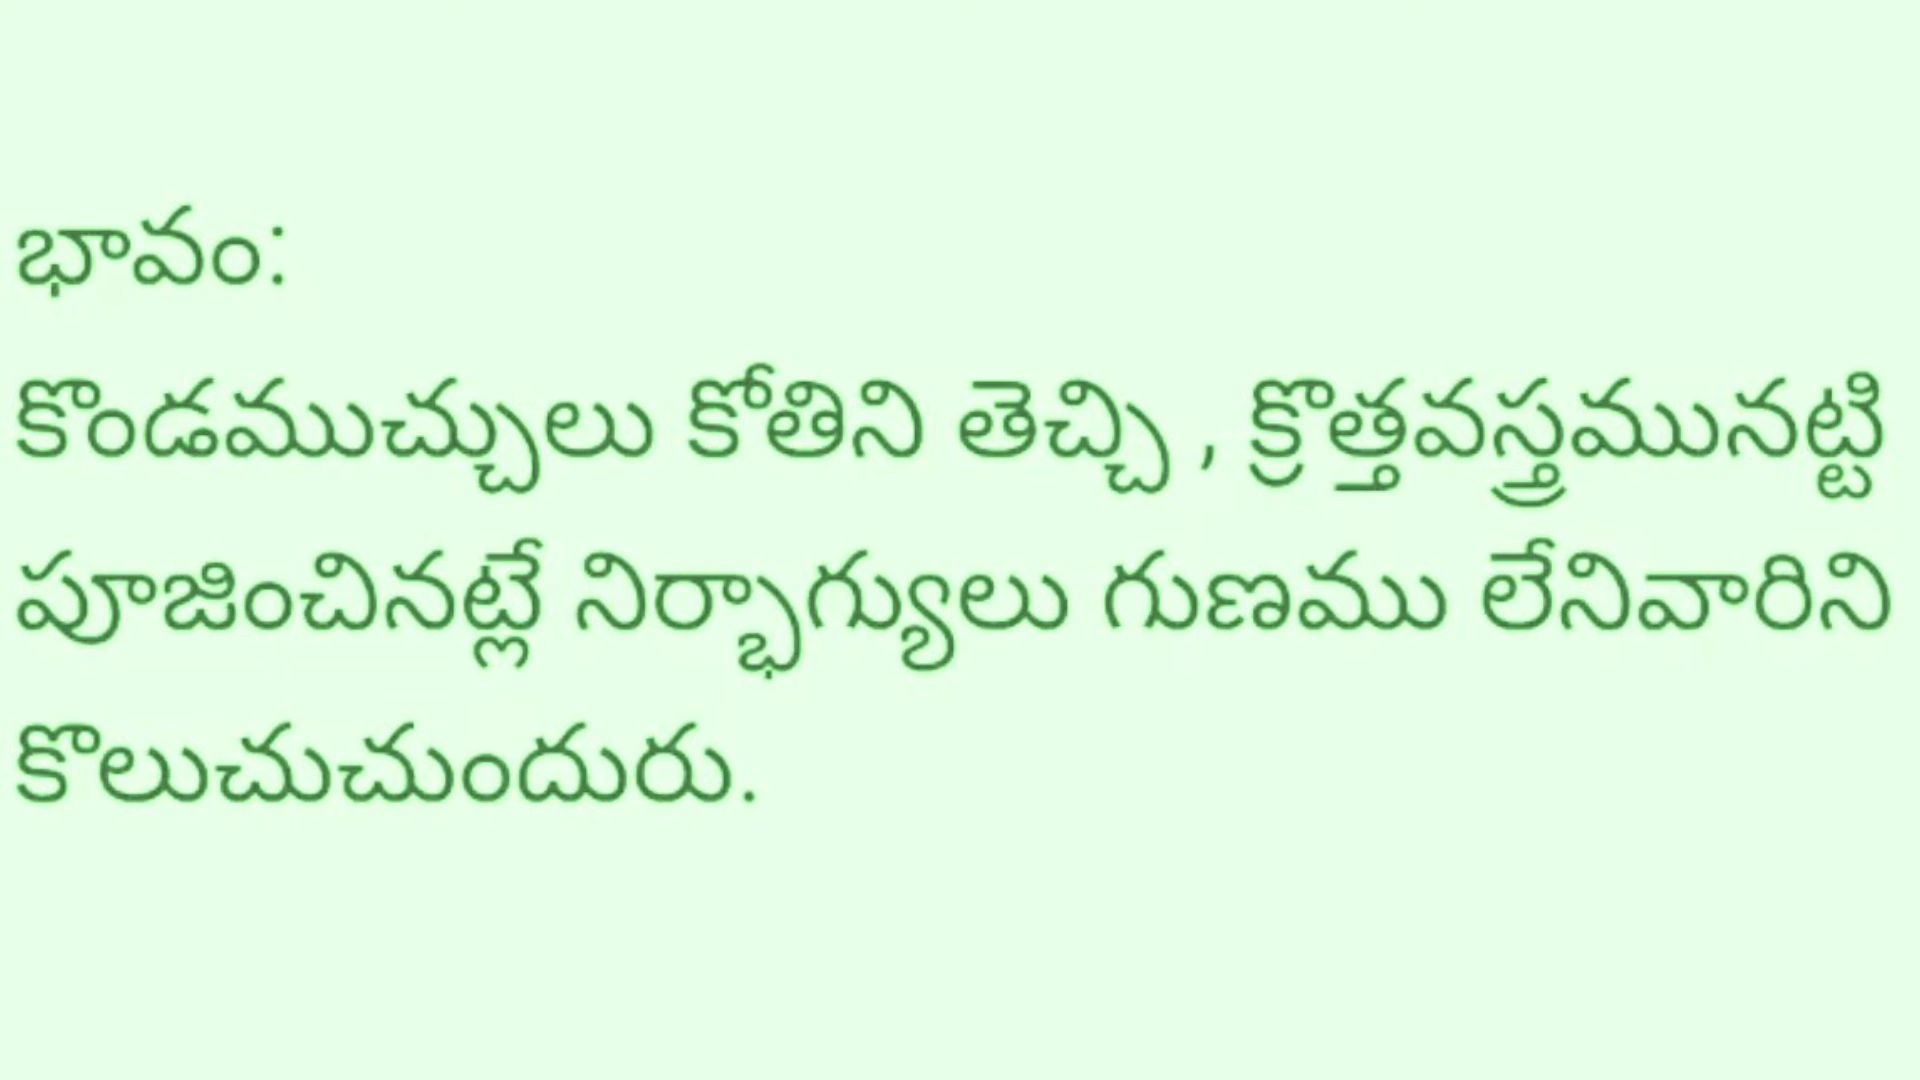 భావం:
కొండముచ్చులు కోతిని తెచ్చి , క్రొత్తవస్త్రమునట్టి
పూజించినట్లే నిర్భాగ్యులు గుణము లేనివారిని
కొలుచుచుందురు.